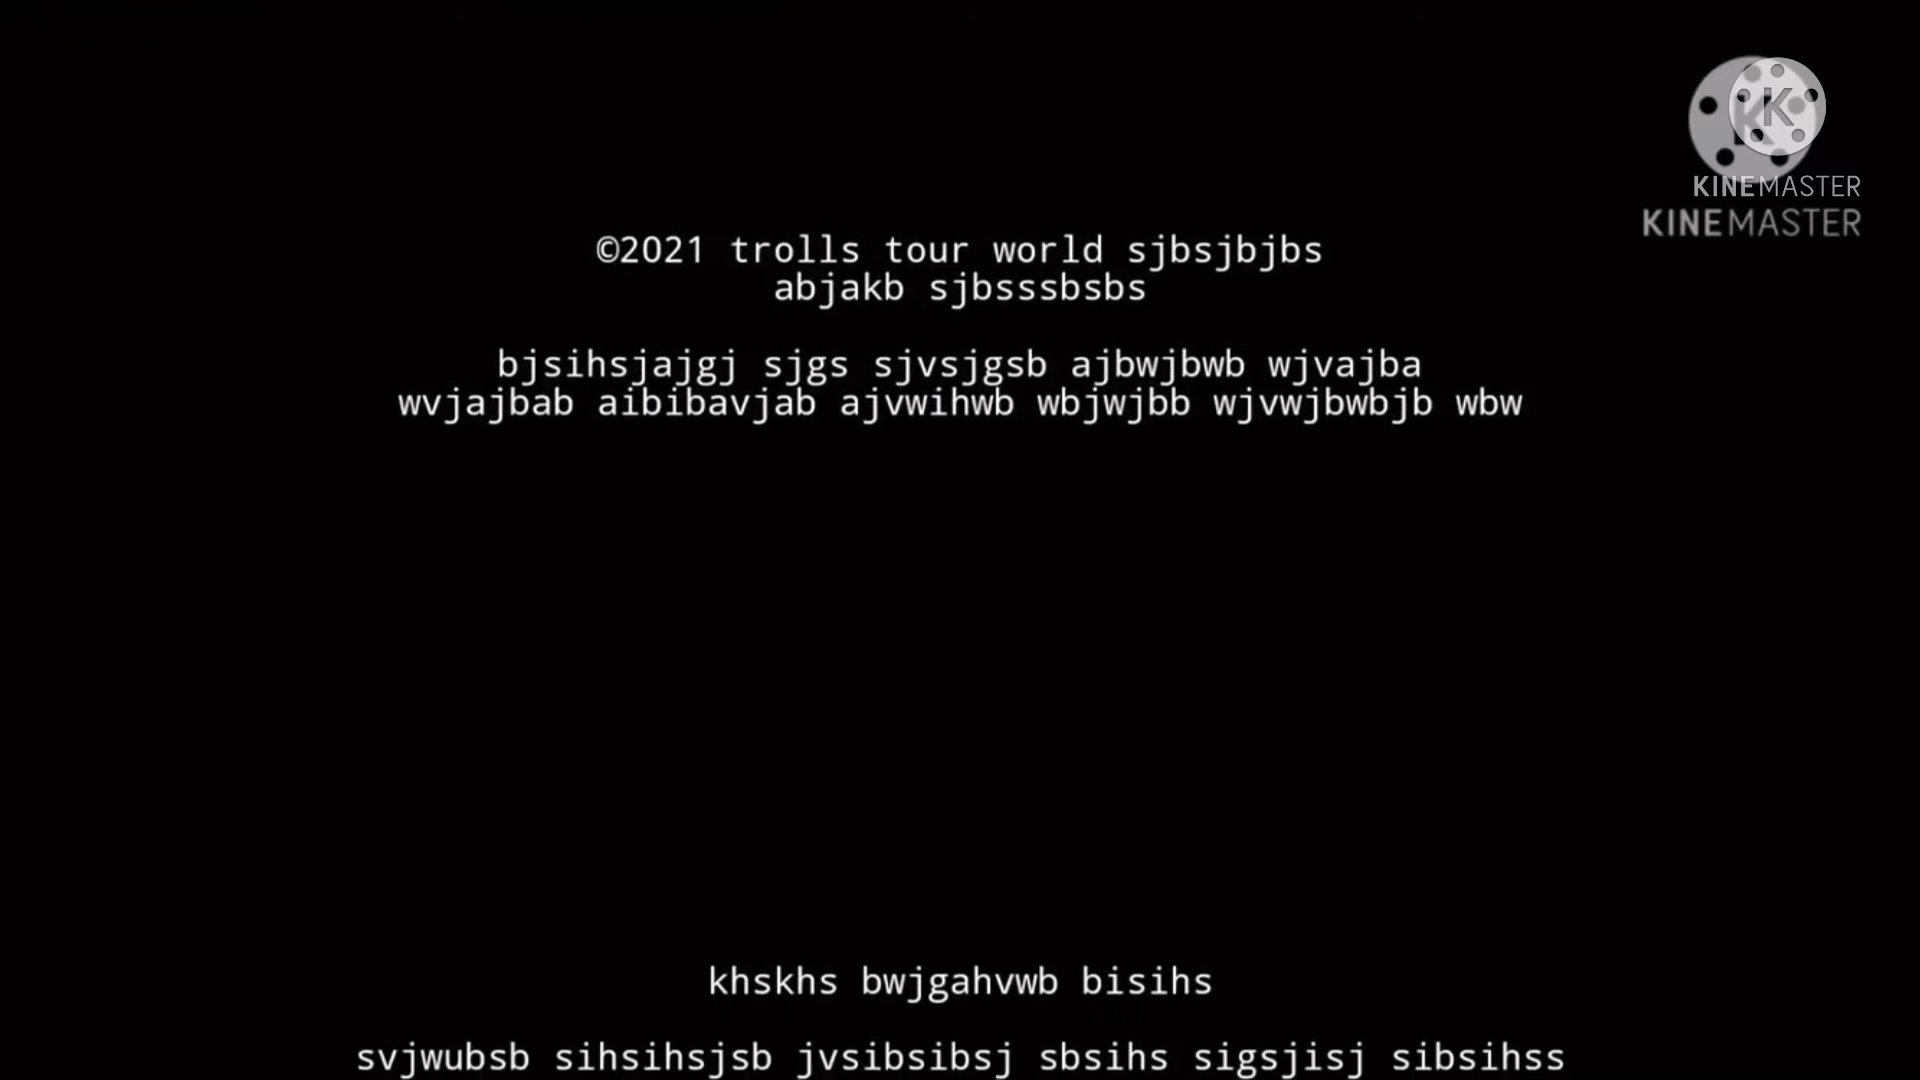 K
KINEMASTER
KINEMASTER
©2021 trolls tour world sjbsjbjbs
abjakb sjbsssbsbs
bjsihsjajgj sjgs sjvsjgsb ajbwjbwb wjvajba
wvjajbab aibibavjab ajvwihwb wbjwjbb wjvwjbwbjb wbw
khskhs bwjgahvwb bisihs
svjwubsb sihsihsjsb jvsibsibsj sbsihs sigsjisj sibsihss